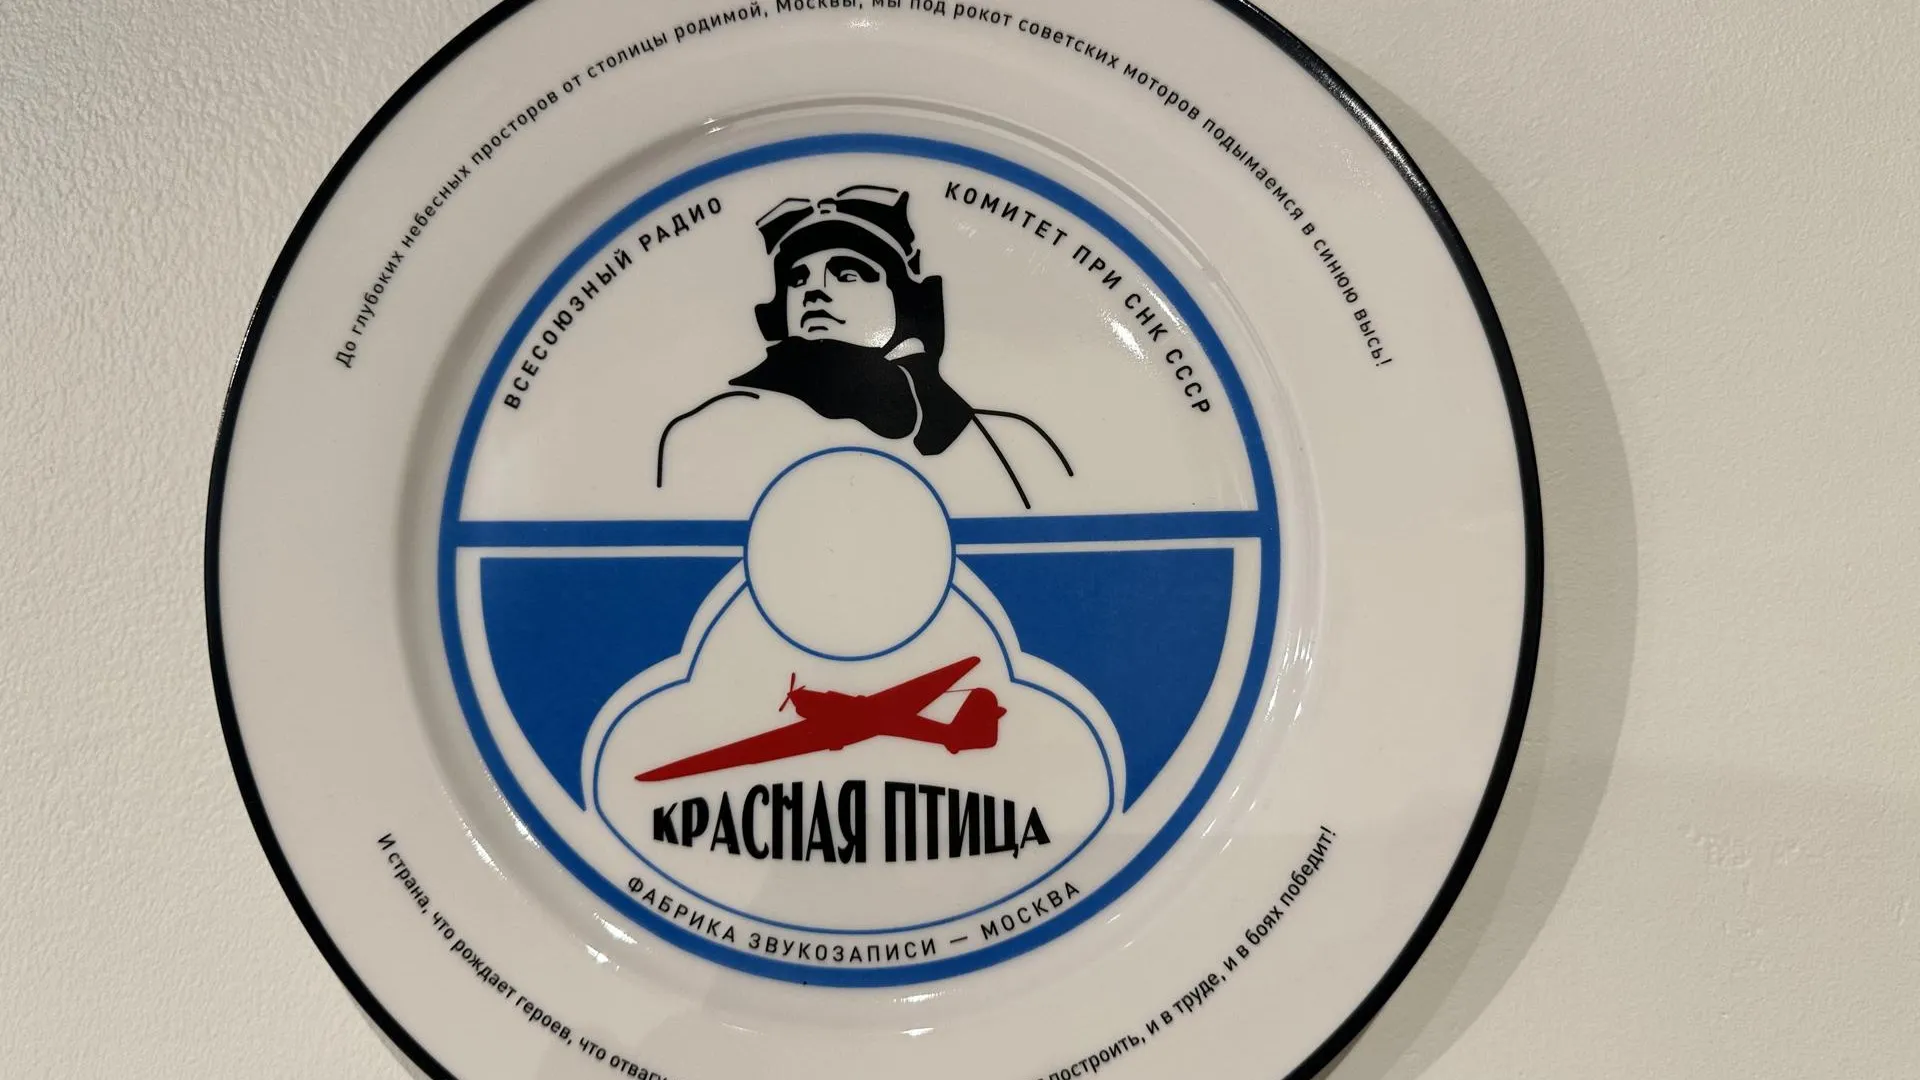 До глубоких небесных просторов от столицы родимой, Москвы, мы под рокот советских моторов подымаемся в синюю высь!
ВСЕСОЮЗНЫЙ РАДИО
КОМИТЕТ ПРИ СНК СССР
КРАСНАЯ ПТИЦА
ФАБРИКА ЗВУКОЗАПИСИ — МОСКВА
И страна, что рождает героев, что
построить, и в труде, и в боях победит!